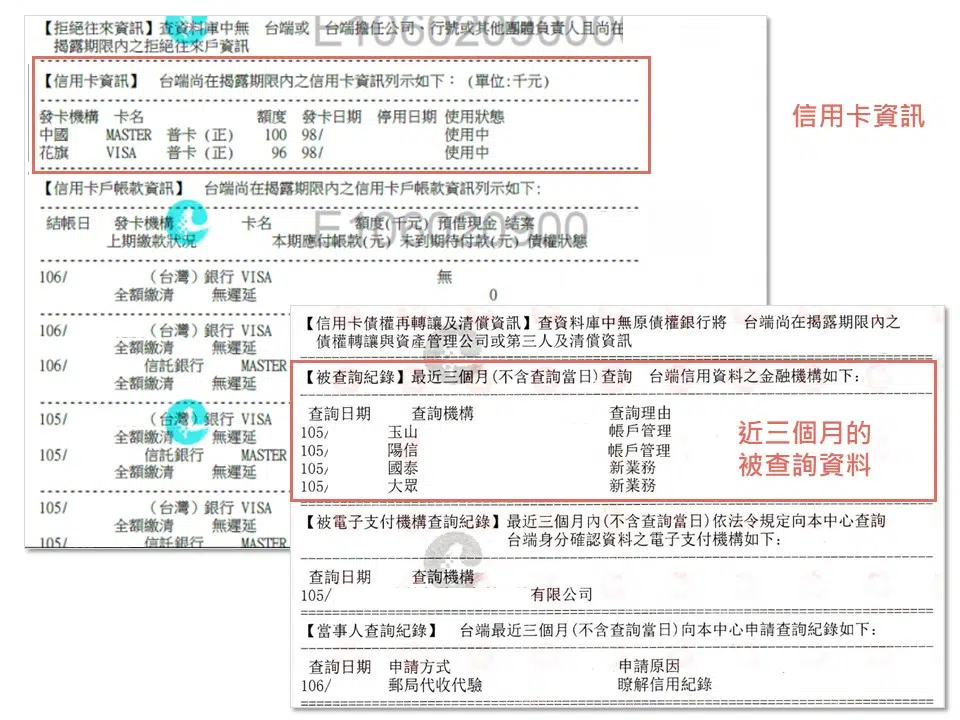 【拒絕往來資訊】查資料庫中無 台端或 台端擔任公司、行號或其他團體負責人且尚在
揭露期限內之拒絕往來戶資訊
【信用卡資訊】 台端尚在揭露期限內之信用卡資訊列示如下： (單位:千元)
發卡機構 卡名 額度 發卡日期 停用日期 使用狀態
中國 MASTER 普卡 (正) 100 98/ 使用中
花旗 VISA 普卡 (正) 96 98/ 使用中
信用卡資訊
【信用卡戶帳款資訊】 台端尚在揭露期限內之信用卡戶帳款資訊列示如下:
E106020900
結帳日 發卡機構 卡名 額度(千元) 預借現金 結案
上期繳款狀況 本期應付帳款(元) 未到期待付款(元) 債權狀態
106/ (台灣) 銀行 VISA 無
全額繳清 無遲延 0
106/ (台灣) 銀行 VISA
全額繳清 無遲延
106/ 信託銀行 MASTER
全額繳清 無遲延
105/ (台灣) 銀行 VISA
全額繳清 無遲延
105/ 信託銀行 MASTER
全額繳清 無遲延
105/ (台灣) 銀行 VISA
全額繳清 無遲延
105/ 信託銀行 MASTER
【信用卡債權再轉讓及清償資訊】查資料庫中無原債權銀行將 台端尚在揭露期限內之
債權轉讓與資產管理公司或第三人及清償資訊
【被查詢紀錄】最近三個月(不含查詢當日)查詢 台端信用資料之金融機構如下:
查詢日期 查詢機構 查詢理由
105/ 玉山 帳戶管理
105/ 陽信 帳戶管理
105/ 國泰 新業務
105/ 大眾 新業務
近三個月的
被查詢資料
【被電子支付機構查詢紀錄】最近三個月內(不含查詢當日)依法令規定向本中心查詢
台端身分確認資料之電子支付機構如下:
查詢日期 查詢機構
105/ 有限公司
【當事人查詢紀錄】 台端最近三個月(不含查詢當日)向本中心申請查詢紀錄如下:
查詢日期 申請方式 申請原因
106/ 郵局代收代驗 瞭解信用紀錄